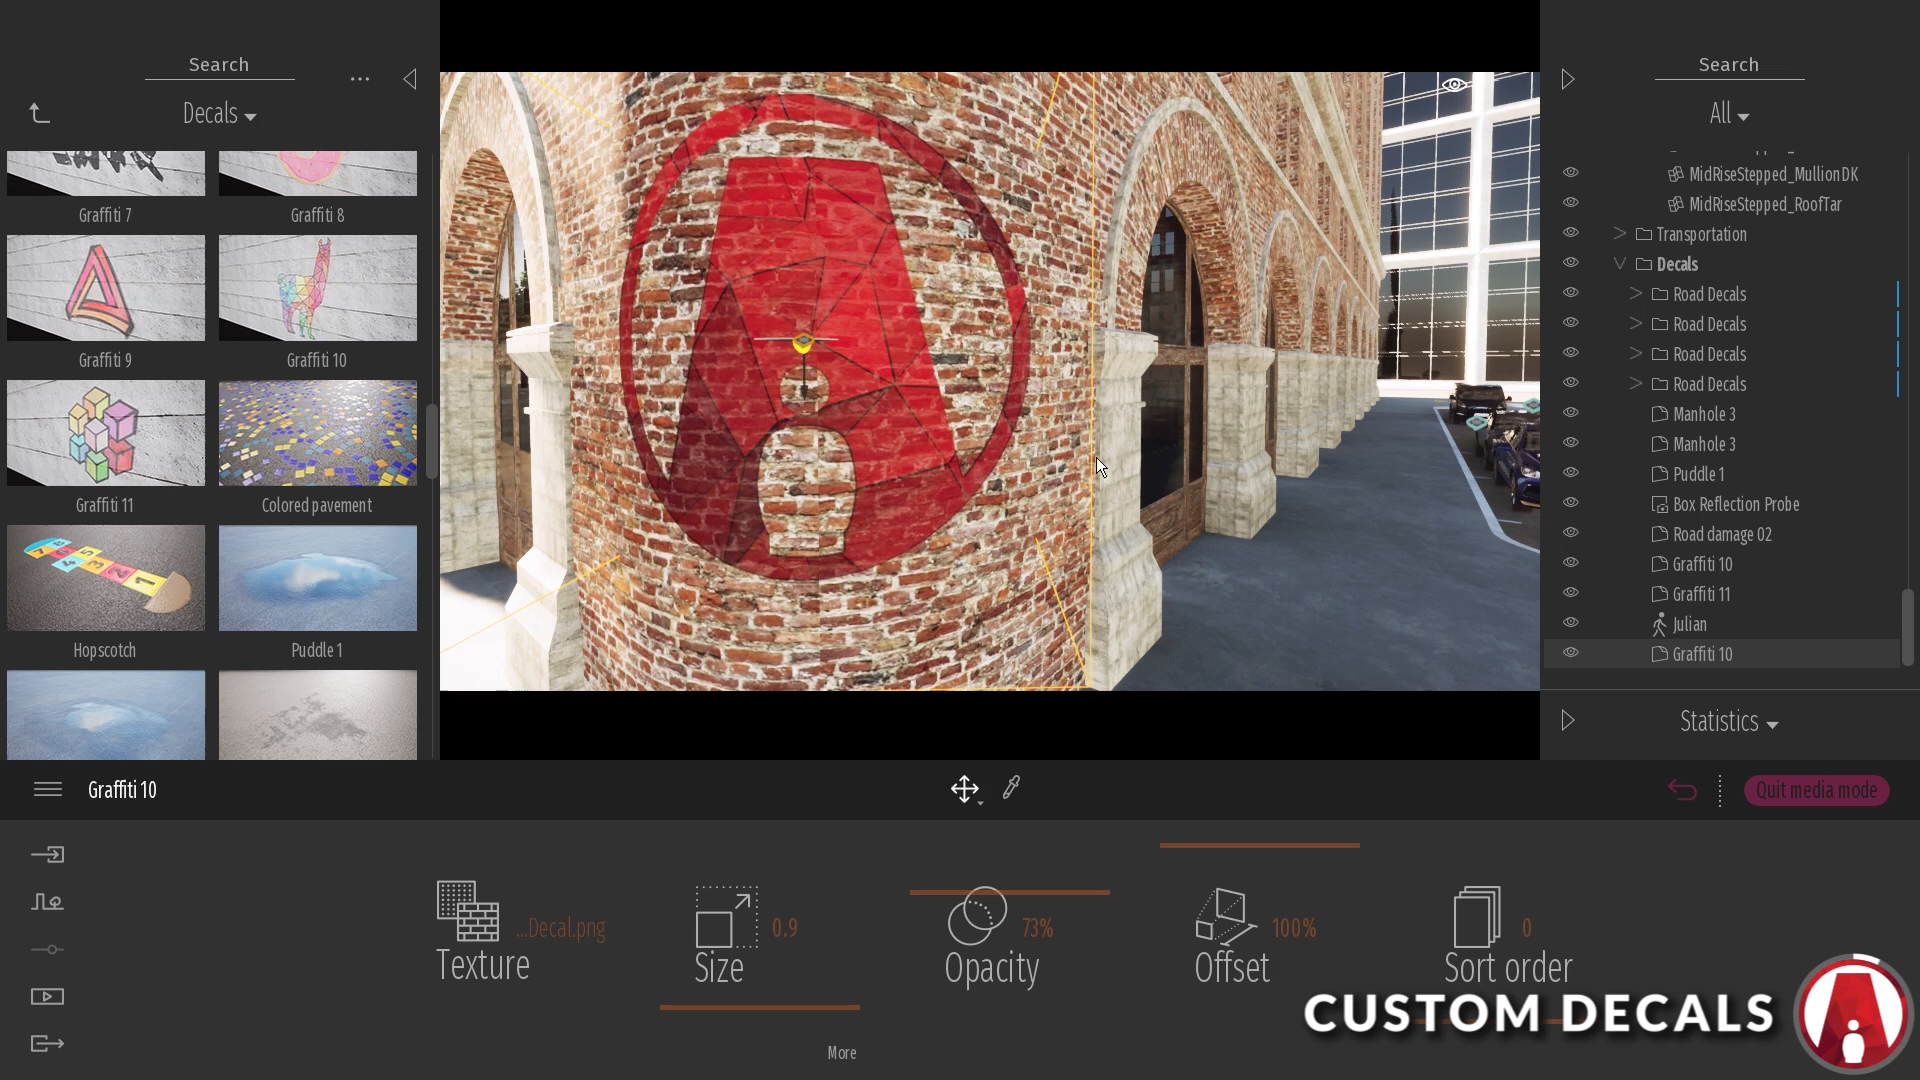 Search
Decals
Graffiti 7
Graffiti 8
Graffiti 9
Graffiti 10
Graffiti 11
Colored pavement
Hopscotch
Puddle 1
Search
All
MidRiseStepped_MullionDK
MidRiseStepped_RoofTar
Transportation
Decals
Road Decals
Road Decals
Road Decals
Road Decals
Manhole 3
Manhole 3
Puddle 1
Box Reflection Probe
Road damage 02
Graffiti 10
Graffiti 11
Julian
Graffiti 10
Statistics
Graffiti 10
Quit media mode
...Decal.png
Texture
0.9
Size
73%
Opacity
100%
Offset
0
Sort order
More
CUSTOM DECALS